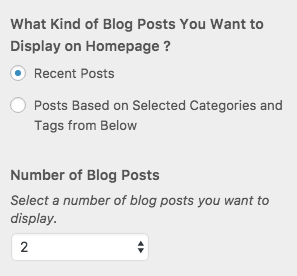 What Kind of Blog Posts You Want to
Display on Homepage ?
Recent Posts
Posts Based on Selected Categories and
Tags from Below
Number of Blog Posts
Select a number of blog posts you want to
display.
2